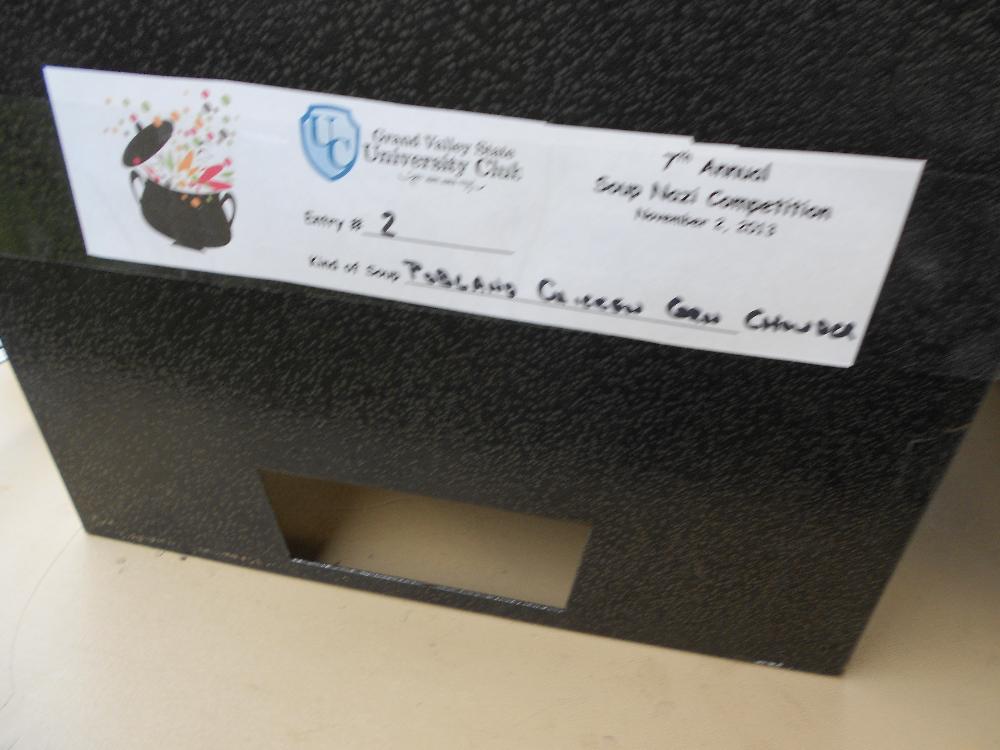 UC
Grand Valley State
University Club
7th Annual
Soup Nazi Competition
November 2, 2013
Entry # 2
Kind of Soup Poblano Chicken Corn Chowder